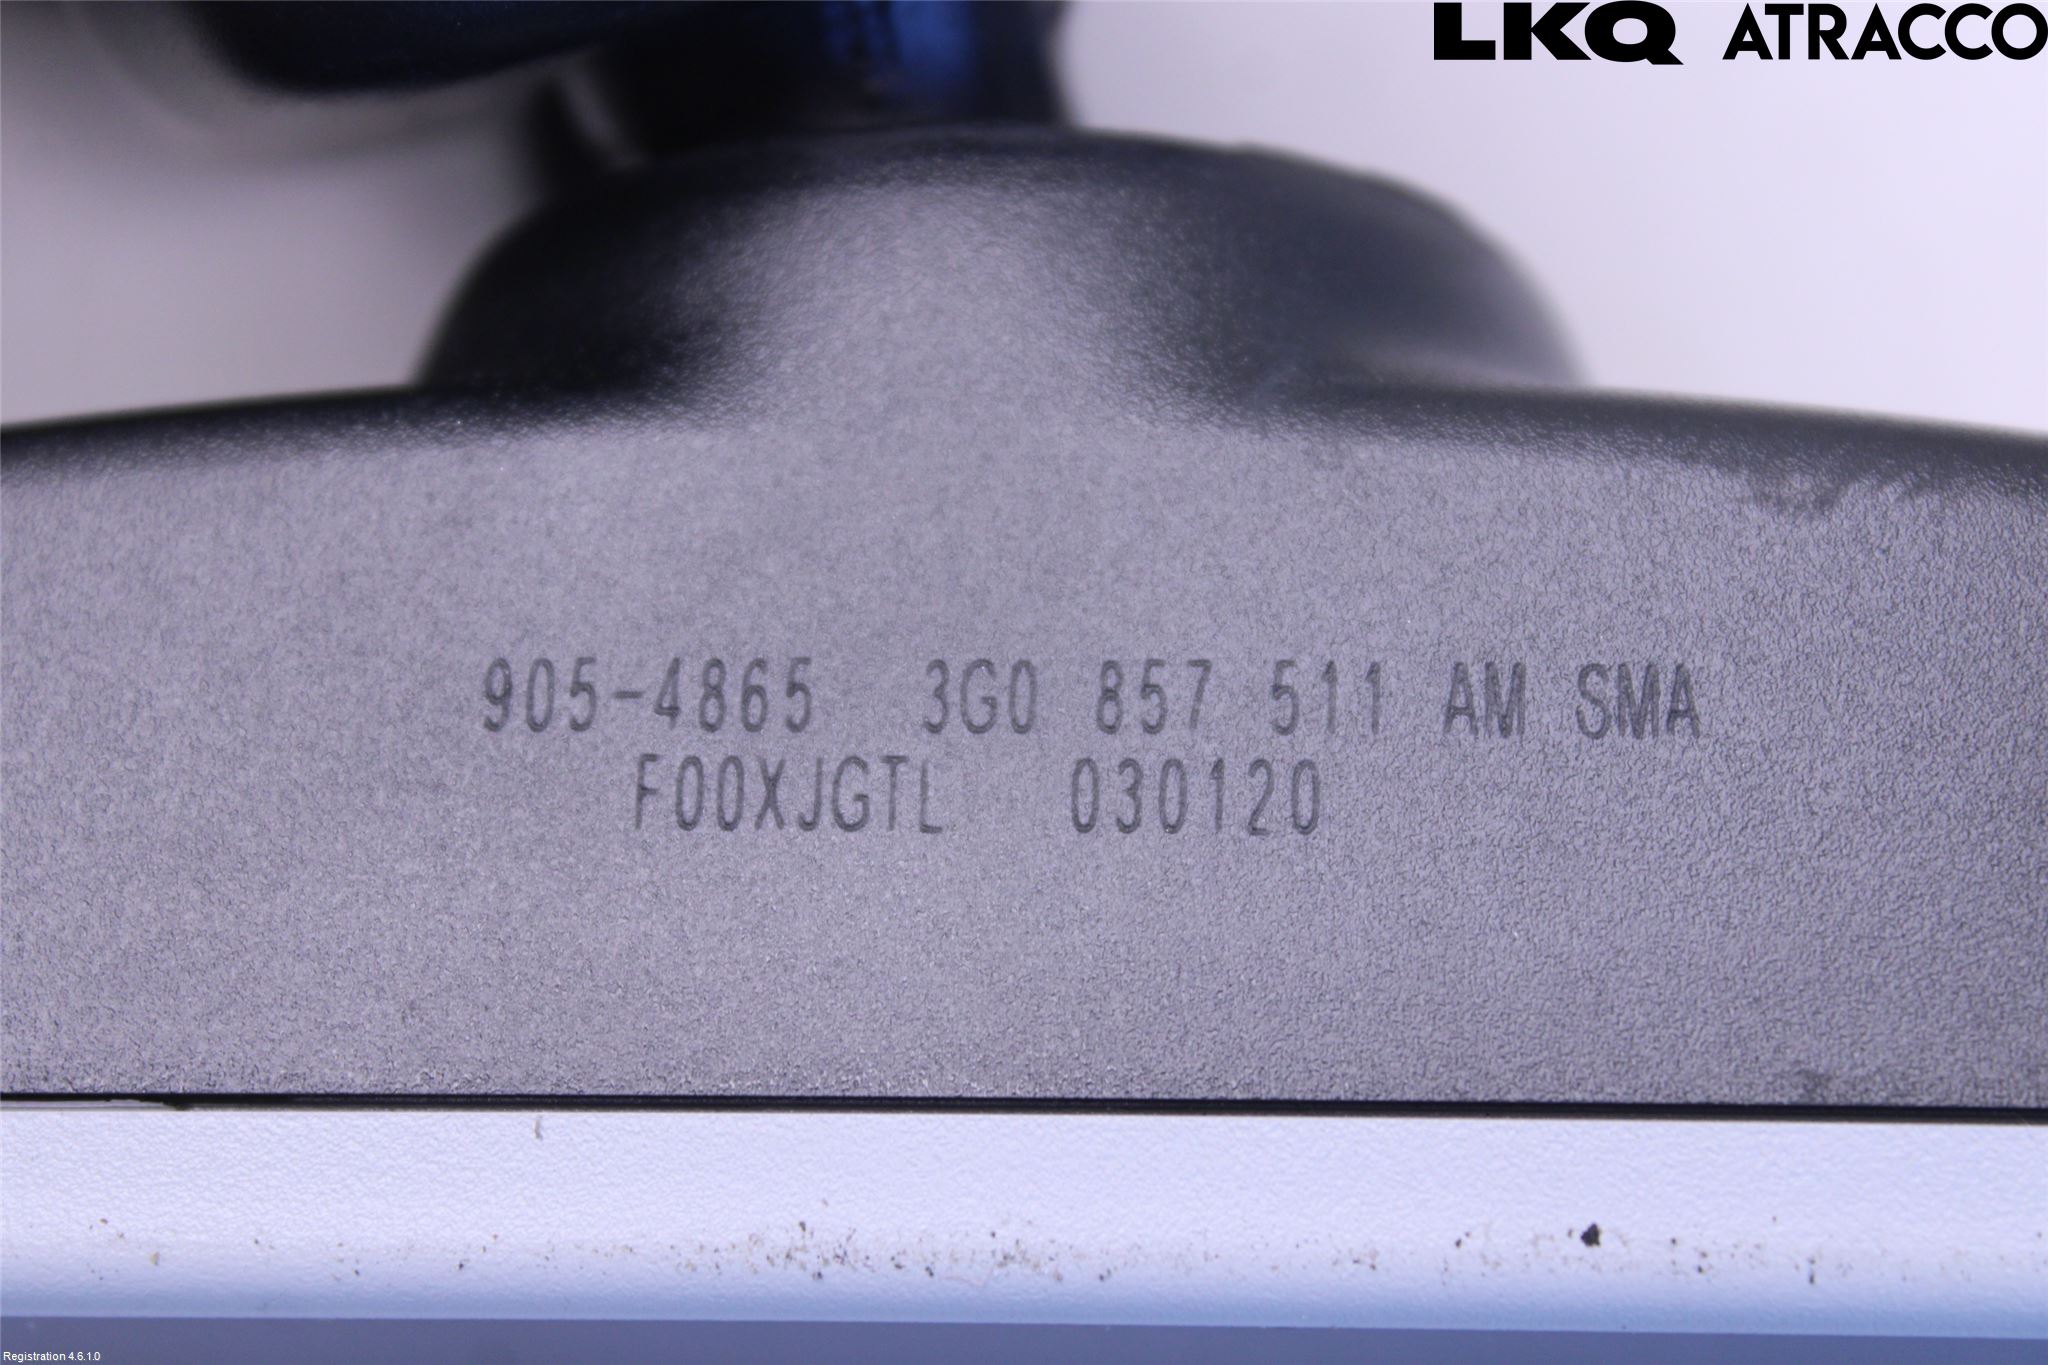 LKQ ATRACCO
905-4865 3G0 857 511 AM SMA
F00XJGTL 030120
Registration 4.6.1.0